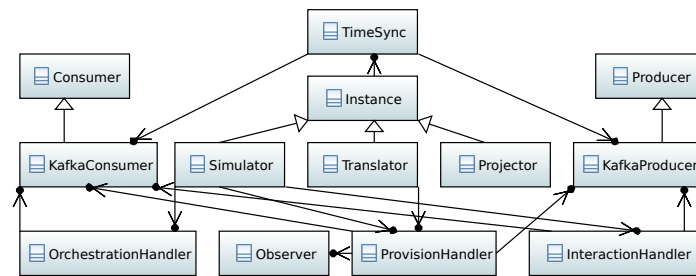 TimeSync
Consumer
Instance
Producer
KafkaConsumer
Simulator
Translator
Projector
KafkaProducer
OrchestrationHandler
Observer
ProvisionHandler
InteractionHandler